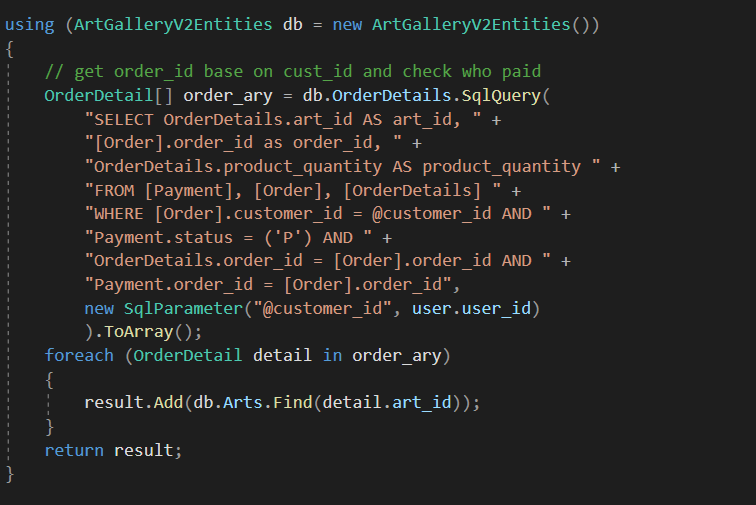 using (ArtGalleryV2Entities db = new ArtGalleryV2Entities())
{
    // get order_id base on cust_id and check who paid
    OrderDetail[] order_ary = db.OrderDetails.SqlQuery(
        "SELECT OrderDetails.art_id AS art_id, " +
        "[Order].order_id as order_id, " +
        "OrderDetails.product_quantity AS product_quantity " +
        "FROM [Payment], [Order], [OrderDetails] " +
        "WHERE [Order].customer_id = @customer_id AND " +
        "Payment.status = ('P') AND " +
        "OrderDetails.order_id = [Order].order_id AND " +
        "Payment.order_id = [Order].order_id",
        new SqlParameter("@customer_id", user.user_id)
        ).ToArray();
    foreach (OrderDetail detail in order_ary)
    {
        result.Add(db.Arts.Find(detail.art_id));
    }
    return result;
}